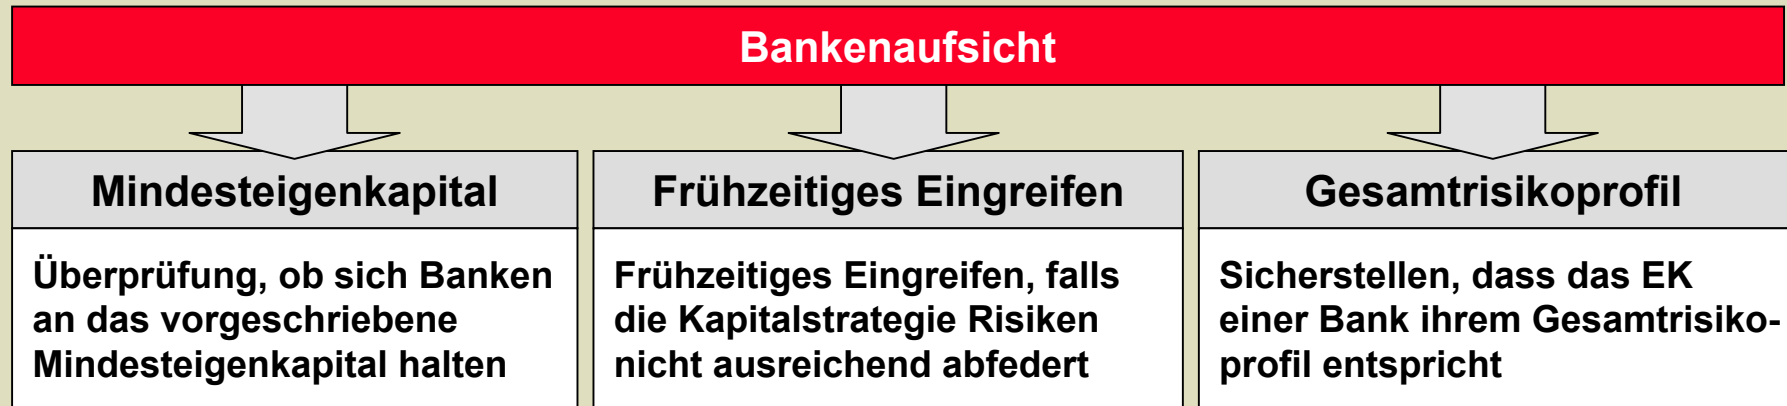 Bankenaufsicht
Mindesteigenkapital
Überprüfung, ob sich Banken
an das vorgeschriebene
Mindesteigenkapital halten
Frühzeitiges Eingreifen
Frühzeitiges Eingreifen, falls
die Kapitalstrategie Risiken
nicht ausreichend abfedert
Gesamtrisikoprofil
Sicherstellen, dass das EK
einer Bank ihrem Gesamtrisiko-
profil entspricht